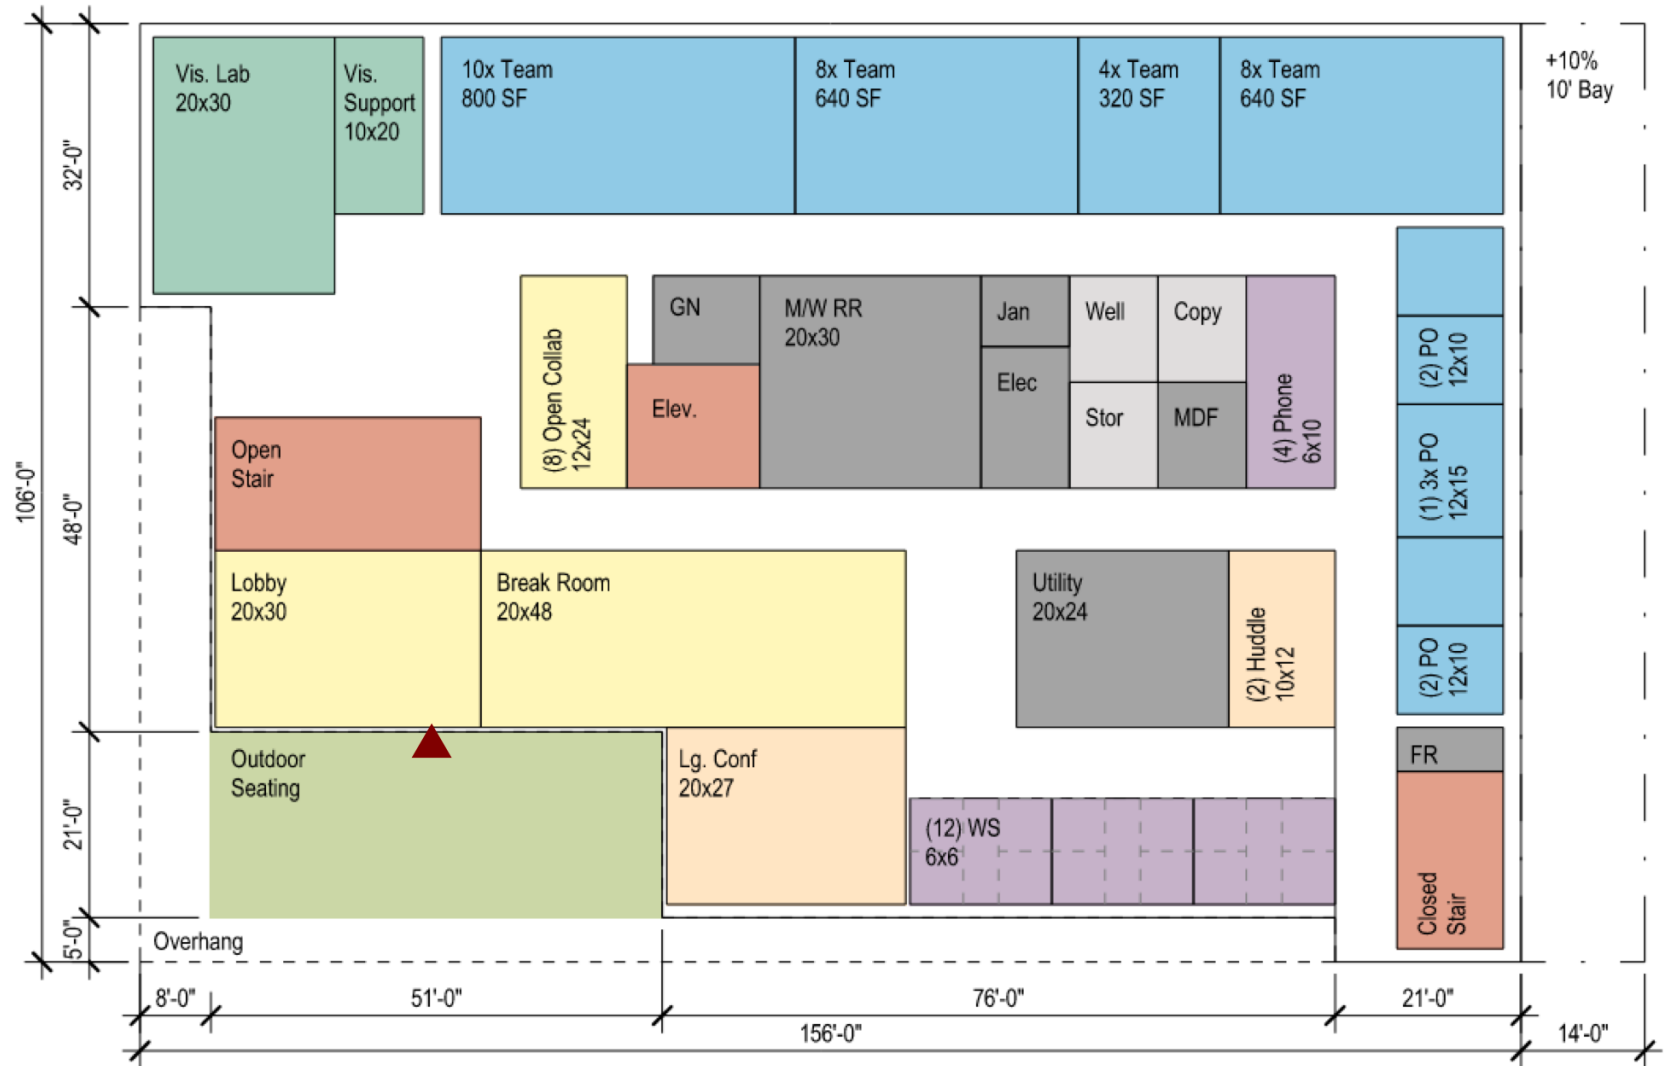 Vis. Lab
20x30
Vis.
Support
10x20
10x Team
800 SF
8x Team
640 SF
4x Team
320 SF
8x Team
640 SF
+10%
10' Bay
32'-0"
106'-0"
48'-0"
21'-0"
5'-0"
(8) Open Collab
12x24
GN
Elev.
M/W RR
20x30
Jan
Elec
Well
Copy
Stor
MDF
(4) Phone
6x10
(2) PO
12x10
(1) 3x PO
12x15
(2) PO
12x10
Open
Stair
Lobby
20x30
Break Room
20x48
Utility
20x24
(2) Huddle
10x12
Outdoor
Seating
Lg. Conf
20x27
(12) WS
6x6
FR
Closed
Stair
Overhang
8'-0"
51'-0"
76'-0"
21'-0"
156'-0"
14'-0"